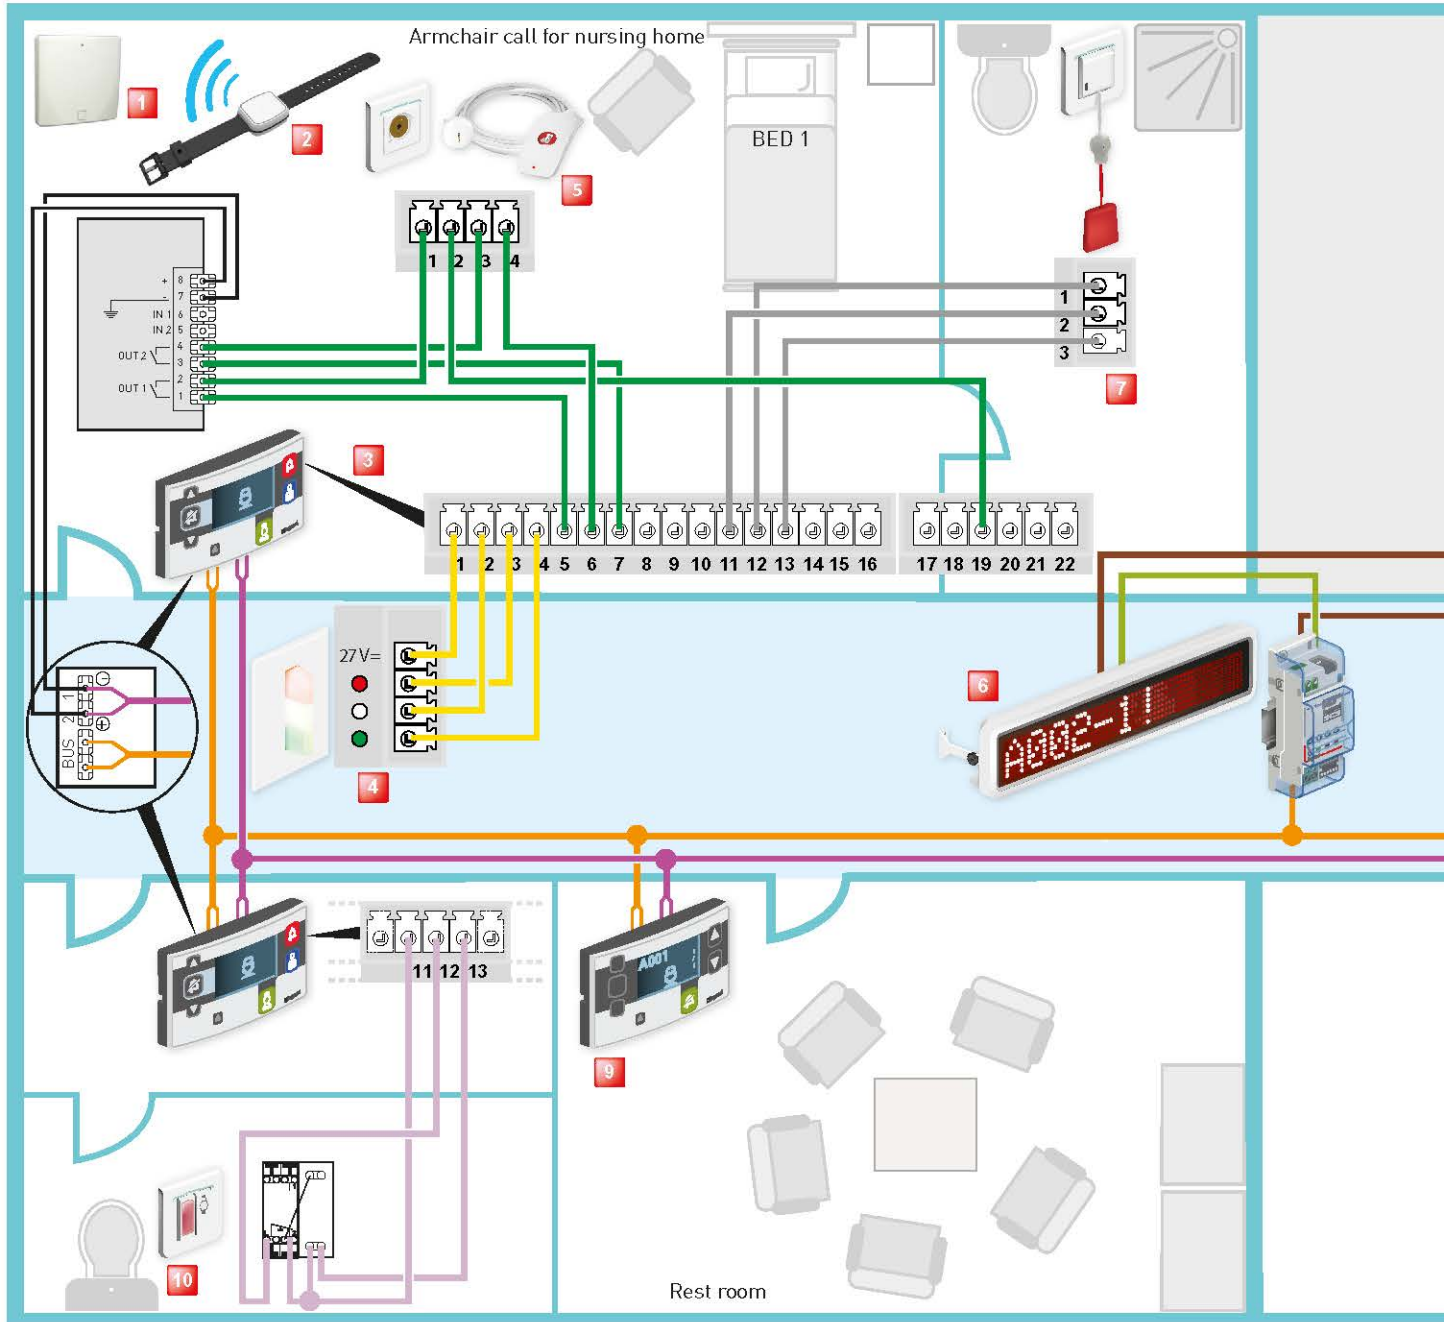 Armchair call for nursing home
1
2
5
BED 1
1 2 3 4
+ 8
- 7
IN 1 6
IN 2 5
OUT 2 4
3
OUT 1 2
1
1
2
3
7
3
1 2 3 4 5 6 7 8 9 10 11 12 13 14 15 16
17 18 19 20 21 22
27 V=
4
6
A002-1!
1
2
BUS
11 12 13
A001
9
10
Rest room